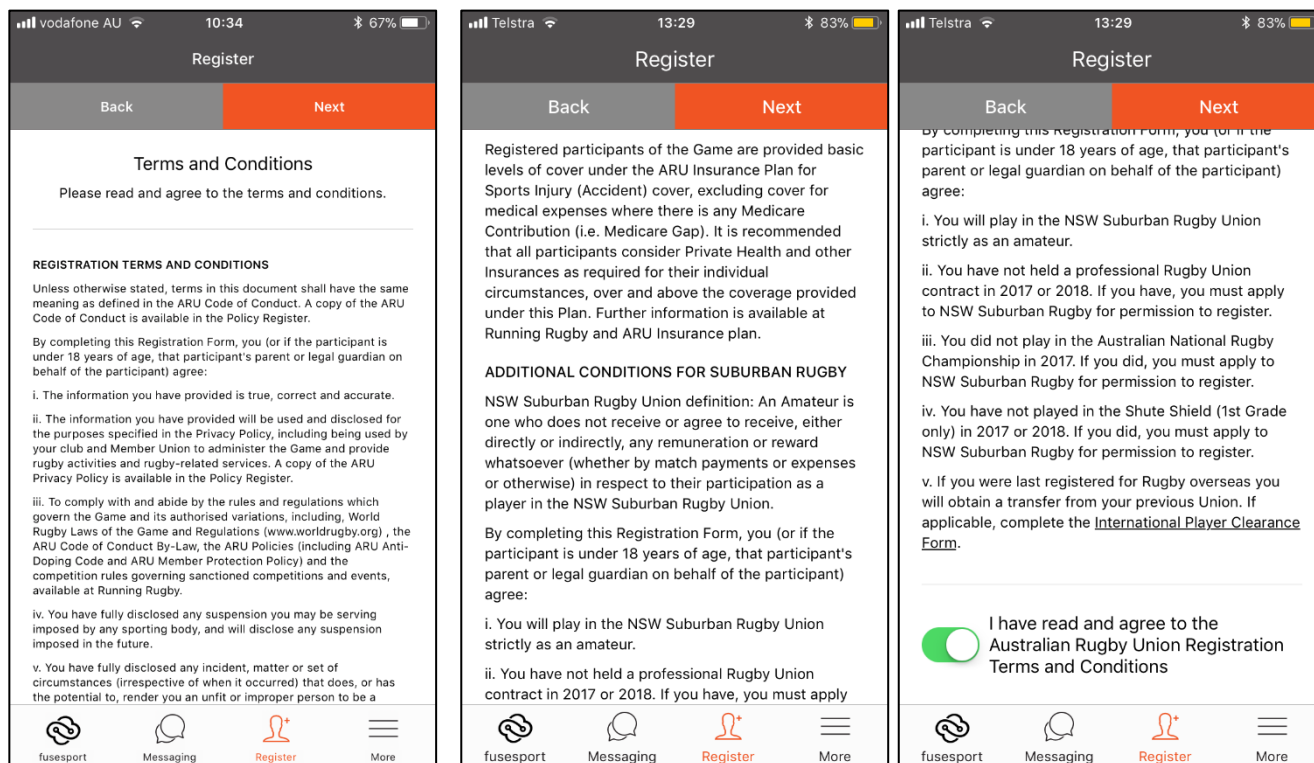 vodafone AU 10:34 67%
Register
Back Next
Terms and Conditions
Please read and agree to the terms and conditions.
REGISTRATION TERMS AND CONDITIONS
Unless otherwise stated, terms in this document shall have the same
meaning as defined in the ARU Code of Conduct. A copy of the ARU
Code of Conduct is available in the Policy Register.
By completing this Registration Form, you (or if the participant is
under 18 years of age, that participant's parent or legal guardian on
behalf of the participant) agree:
i. The information you have provided is true, correct and accurate.
ii. The information you have provided will be used and disclosed for
the purposes specified in the Privacy Policy, including being used by
your club and Member Union to administer the Game and provide
rugby activities and rugby-related services. A copy of the ARU
Privacy Policy is available in the Policy Register.
iii. To comply with and abide by the rules and regulations which
govern the Game and its authorised variations, including, World
Rugby Laws of the Game and Regulations (www.worldrugby.org) , the
ARU Code of Conduct By-Law, the ARU Policies (including ARU Anti-
Doping Code and ARU Member Protection Policy) and the
competition rules governing sanctioned competitions and events,
available at Running Rugby.
iv. You have fully disclosed any suspension you may be serving
imposed by any sporting body, and will disclose any suspension
imposed in the future.
v. You have fully disclosed any incident, matter or set of
circumstances (irrespective of when it occurred) that does, or has
the potential to, render you an unfit or improper person to be a
fusesport Messaging Register More
Telstra 13:29 83%
Register
Back Next
Registered participants of the Game are provided basic
levels of cover under the ARU Insurance Plan for
Sports Injury (Accident) cover, excluding cover for
medical expenses where there is any Medicare
Contribution (i.e. Medicare Gap). It is recommended
that all participants consider Private Health and other
Insurances as required for their individual
circumstances, over and above the coverage provided
under this Plan. Further information is available at
Running Rugby and ARU Insurance plan.
ADDITIONAL CONDITIONS FOR SUBURBAN RUGBY
NSW Suburban Rugby Union definition: An Amateur is
one who does not receive or agree to receive, either
directly or indirectly, any remuneration or reward
whatsoever (whether by match payments or expenses
or otherwise) in respect to their participation as a
player in the NSW Suburban Rugby Union.
By completing this Registration Form, you (or if the
participant is under 18 years of age, that participant's
parent or legal guardian on behalf of the participant)
agree:
i. You will play in the NSW Suburban Rugby Union
strictly as an amateur.
ii. You have not held a professional Rugby Union
contract in 2017 or 2018. If you have, you must apply
fusesport Messaging Register More
Telstra 13:29 83%
Register
Back Next
By completing this Registration Form, you (or if the
participant is under 18 years of age, that participant's
parent or legal guardian on behalf of the participant)
agree:
i. You will play in the NSW Suburban Rugby Union
strictly as an amateur.
ii. You have not held a professional Rugby Union
contract in 2017 or 2018. If you have, you must apply
to NSW Suburban Rugby for permission to register.
iii. You did not play in the Australian National Rugby
Championship in 2017. If you did, you must apply to
NSW Suburban Rugby for permission to register.
iv. You have not played in the Shute Shield (1st Grade
only) in 2017 or 2018. If you did, you must apply to
NSW Suburban Rugby for permission to register.
v. If you were last registered for Rugby overseas you
will obtain a transfer from your previous Union. If
applicable, complete the International Player Clearance
Form.
I have read and agree to the
Australian Rugby Union Registration
Terms and Conditions
fusesport Messaging Register More